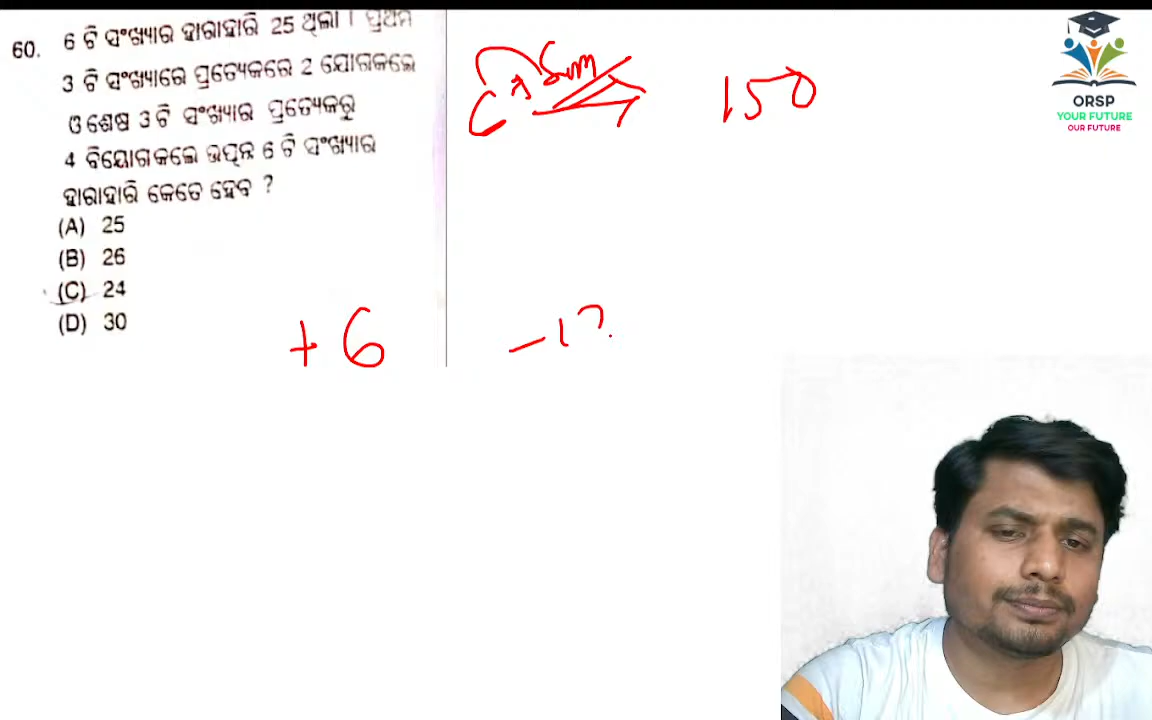 60. 6 ଟି ସଂଖ୍ୟାର ହାରାହାରି 25 ଥିଲା । ପ୍ରଥମ
3 ଟି ସଂଖ୍ୟାରେ ପ୍ରତ୍ୟେକରେ 2 ଯୋଗକଲେ
ଓ ଶେଷ 3 ଟି ସଂଖ୍ୟାର ପ୍ରତ୍ୟେକରୁ
4 ବିୟୋଗକଲେ ଉତ୍ପନ୍ନ 6 ଟି ସଂଖ୍ୟାର
ହାରାହାରି କେତେ ହେବ ?
(A) 25
(B) 26
(C) 24
(D) 30
Sum
150
+6
ORSP
YOUR FUTURE
OUR FUTURE